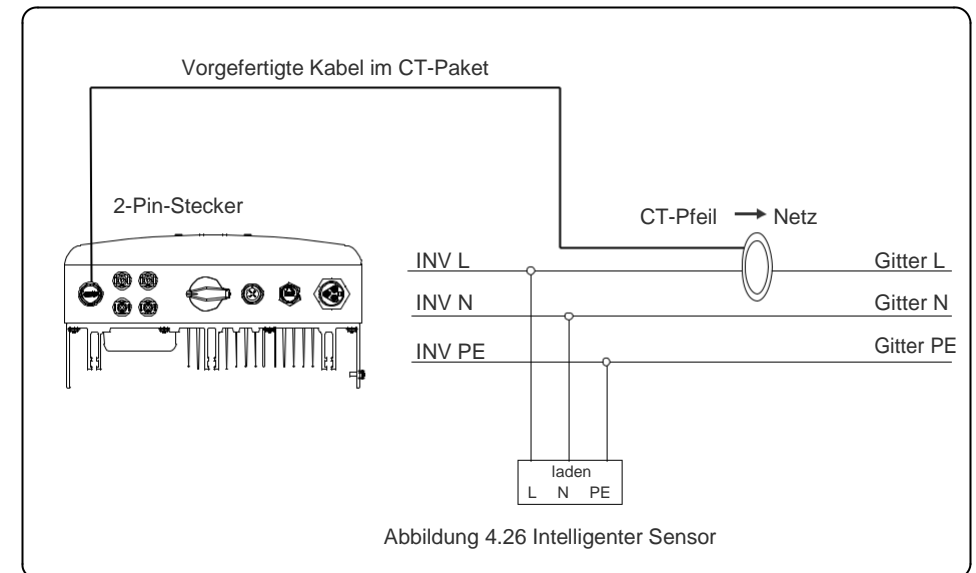 Vorgefertigte Kabel im CT-Paket
2-Pin-Stecker
CT-Pfeil → Netz
INV L
Gitter L
INV N
Gitter N
INV PE
Gitter PE
laden
L N PE
Abbildung 4.26 Intelligenter Sensor